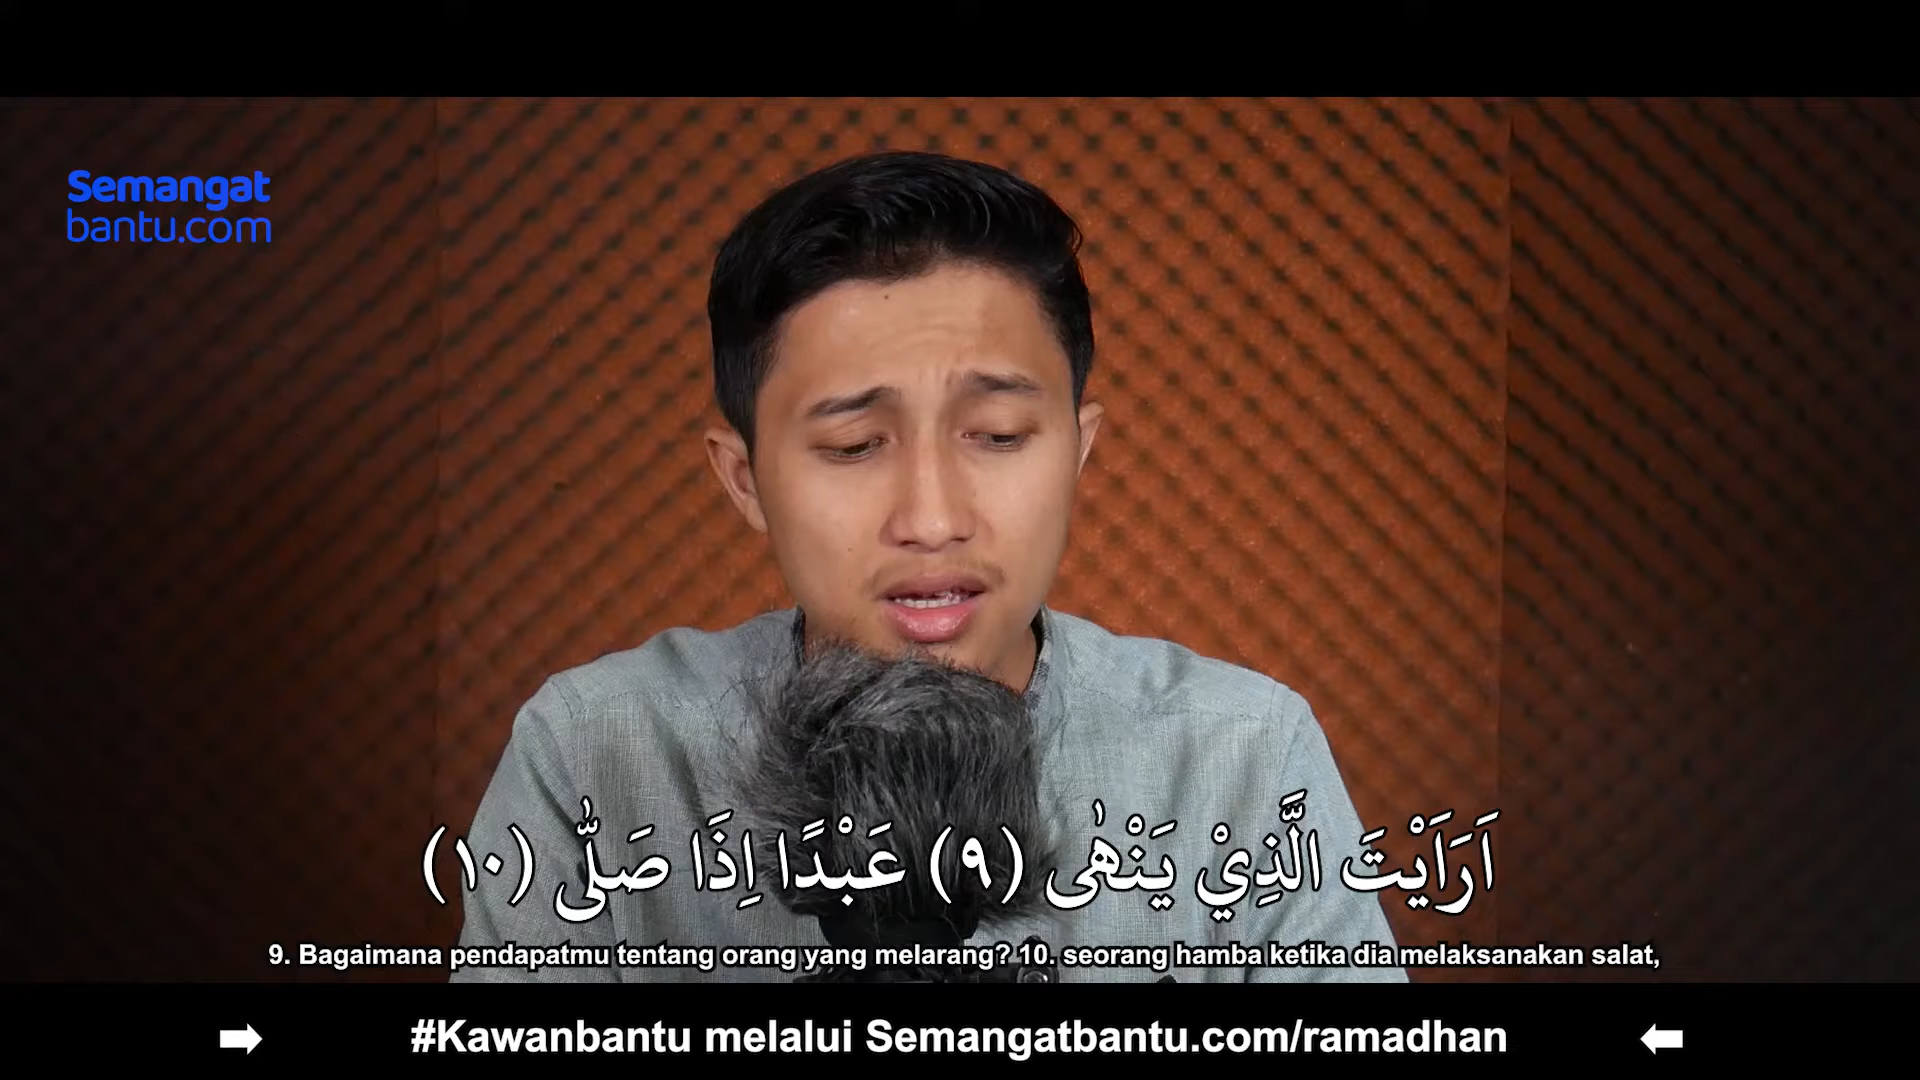 Semangat
bantu.com
اَرَاَيْتَ الَّذِيْ يَنْهٰى (٩) عَبْدًا اِذَا صَلّٰى (١٠)
9. Bagaimana pendapatmu tentang orang yang melarang? 10. seorang hamba ketika dia melaksanakan salat,
#Kawanbantu melalui Semangatbantu.com/ramadhan